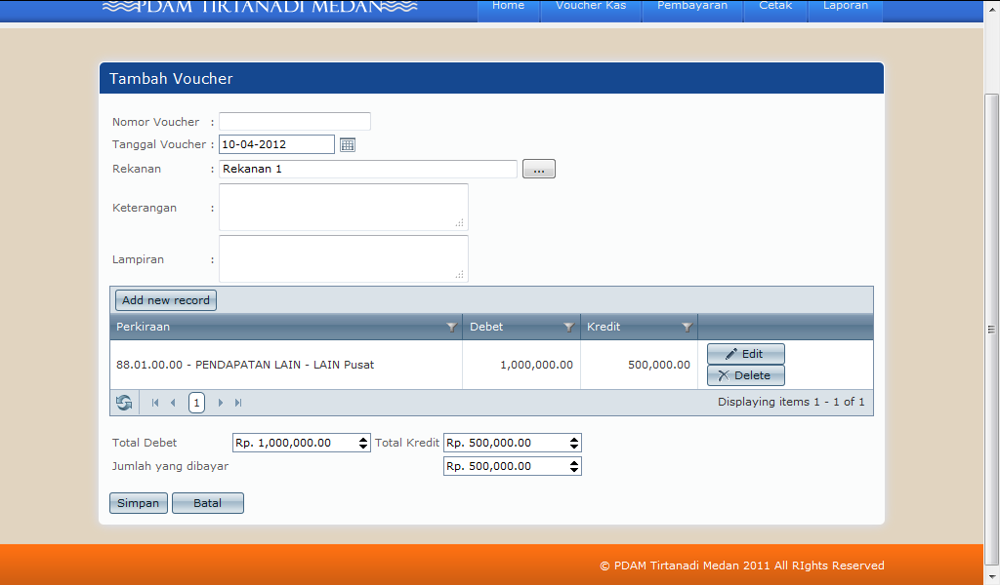 PDAM TIRTANADI MEDAN
Home Voucher Kas Pembayaran Cetak Laporan
Tambah Voucher
Nomor Voucher :
Tanggal Voucher : 10-04-2012
Rekanan : Rekanan 1 ...
Keterangan :
Lampiran :
Add new record
Perkiraan Debet Kredit
88.01.00.00 - PENDAPATAN LAIN - LAIN Pusat 1,000,000.00 500,000.00 Edit
Delete
1 Displaying items 1 - 1 of 1
Total Debet Rp. 1,000,000.00 Total Kredit Rp. 500,000.00
Jumlah yang dibayar Rp. 500,000.00
Simpan Batal
© PDAM Tirtanadi Medan 2011 All RIghts Reserved